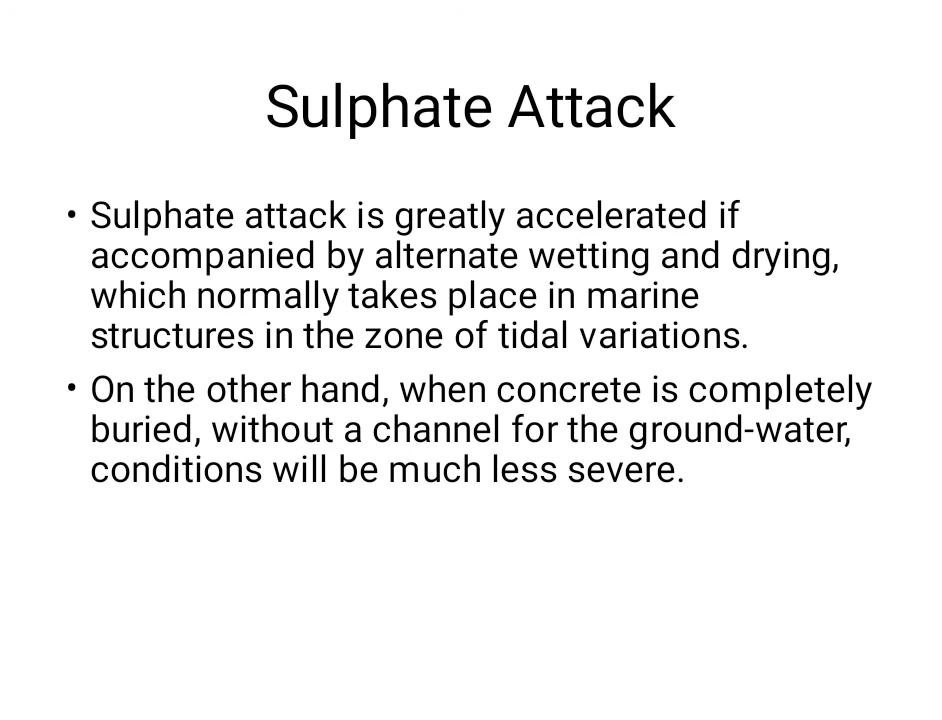 Sulphate Attack
• Sulphate attack is greatly accelerated if
accompanied by alternate wetting and drying,
which normally takes place in marine
structures in the zone of tidal variations.
• On the other hand, when concrete is completely
buried, without a channel for the ground-water,
conditions will be much less severe.